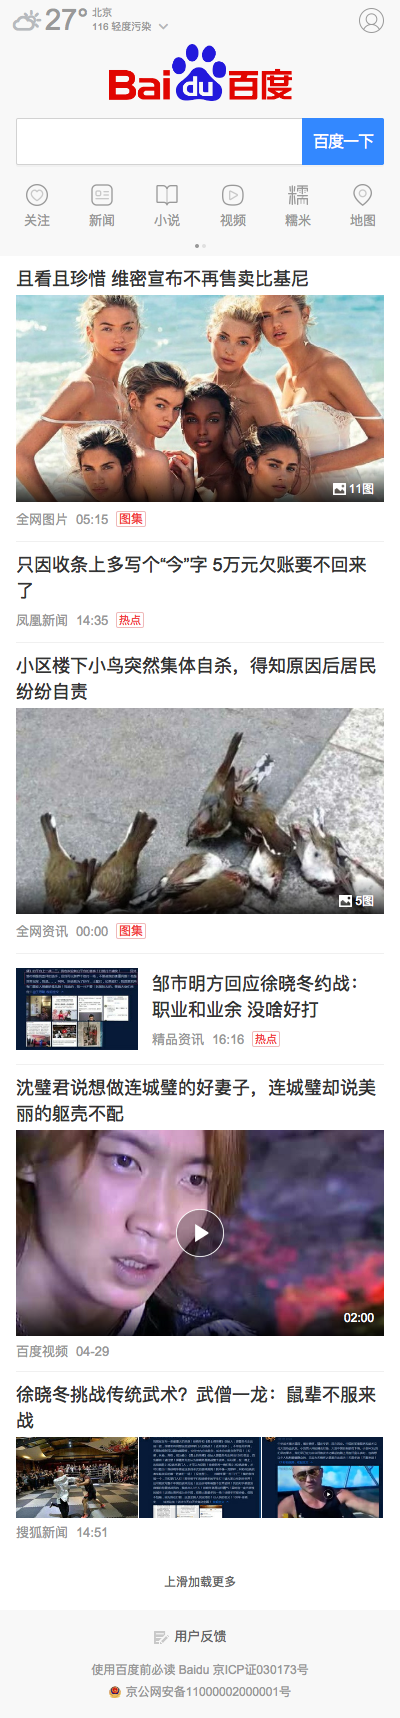 27°
北京
116 轻度污染
Bai du 百度
百度一下
关注 新闻 小说 视频 糯米 地图
且看且珍惜 维密宣布不再售卖比基尼
11图
全网图片 05:15 图集
只因收条上多写个“今”字 5万元欠账要不回来
了
凤凰新闻 14:35 热点
小区楼下小鸟突然集体自杀，得知原因后居民
纷纷自责
5图
全网资讯 00:00 图集
邹市明方回应徐晓冬约战：
职业和业余 没啥好打
精品资讯 16:16 热点
沈璧君说想做连城璧的好妻子，连城璧却说美
丽的躯壳不配
02:00
百度视频 04-29
徐晓冬挑战传统武术？武僧一龙：鼠辈不服来
战
搜狐新闻 14:51
上滑加载更多
用户反馈
使用百度前必读 Baidu 京ICP证030173号
京公网安备11000002000001号